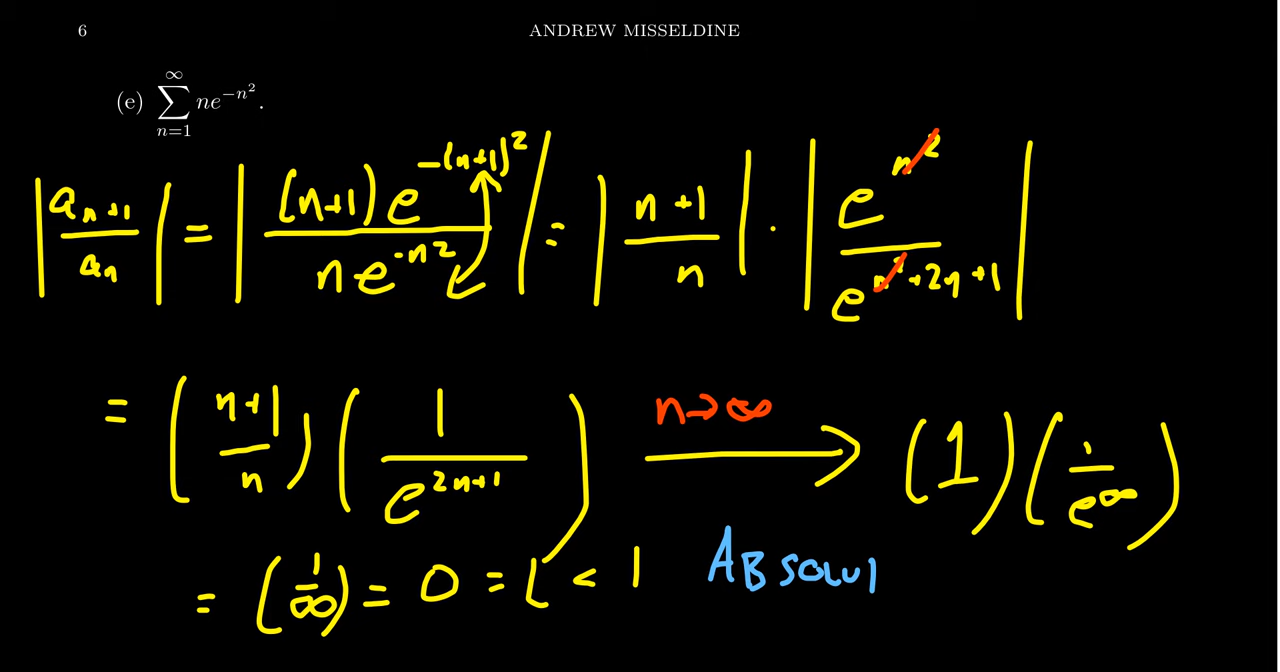 6 ANDREW MISSELDINE
(e) ∑_{n=1}^{∞} ne^{-n^2}.
|a_{n+1}/a_n| = |(n+1)e^{-(n+1)^2}/ne^{-n^2}| = |n+1/n| · |e^{n^2}/e^{n^2+2n+1}|
= (n+1/n)(1/e^{2n+1}) n→∞ ⟶ (1)(1/e^∞)
= (1/∞) = 0 = L < 1 ABSOLUT